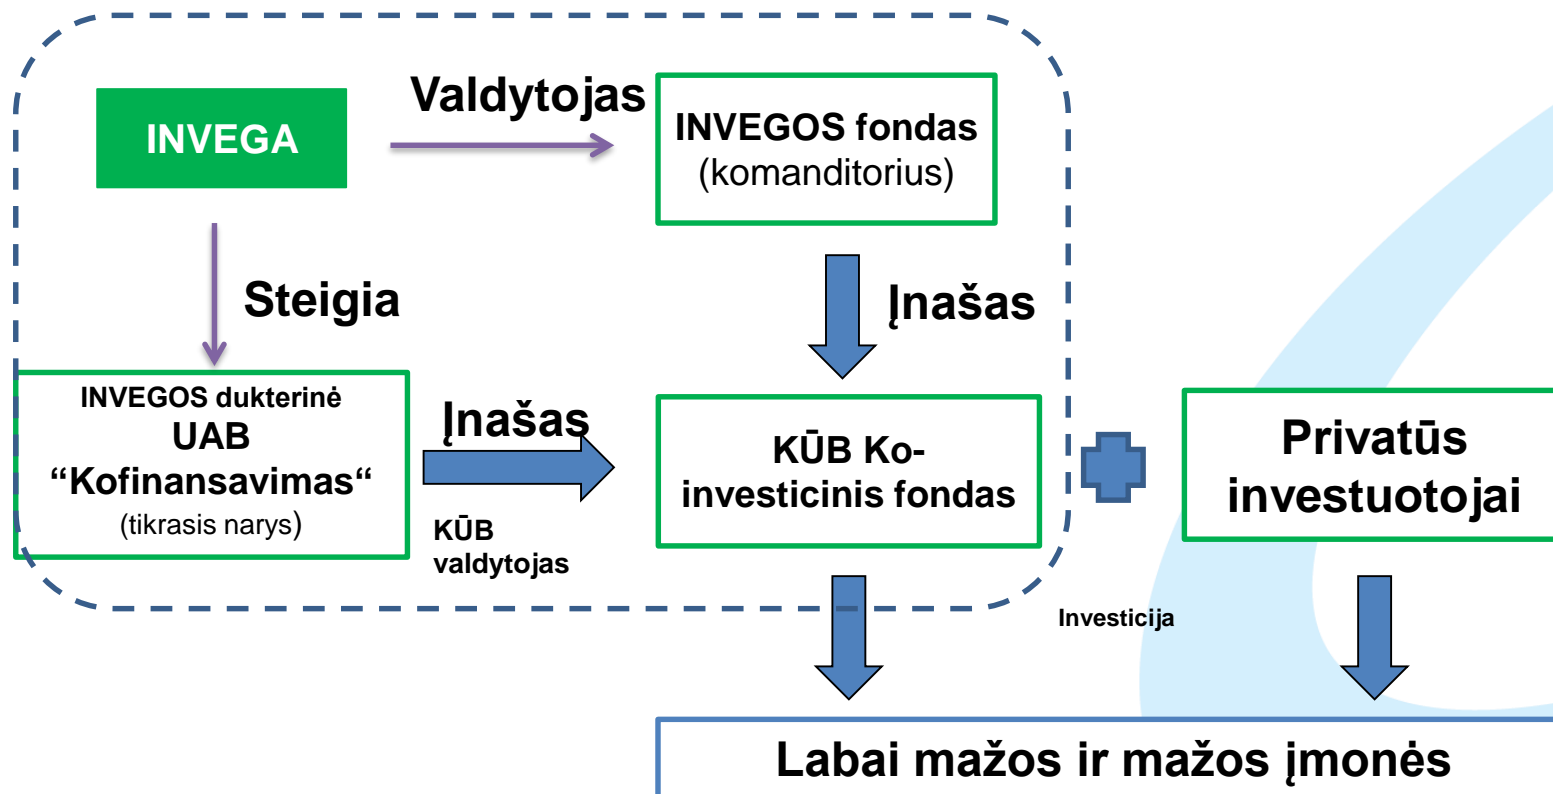 INVEGA
Valdytojas
INVEGOS fondas
(komanditorius)
Steigia
Įnašas
INVEGOS dukterinė
UAB
“Kofinansavimas“
(tikrasis narys)
Įnašas
KŪB
valdytojas
KŪB Ko-
investicinis fondas
Privatūs
investuotojai
Investicija
Labai mažos ir mažos įmonės